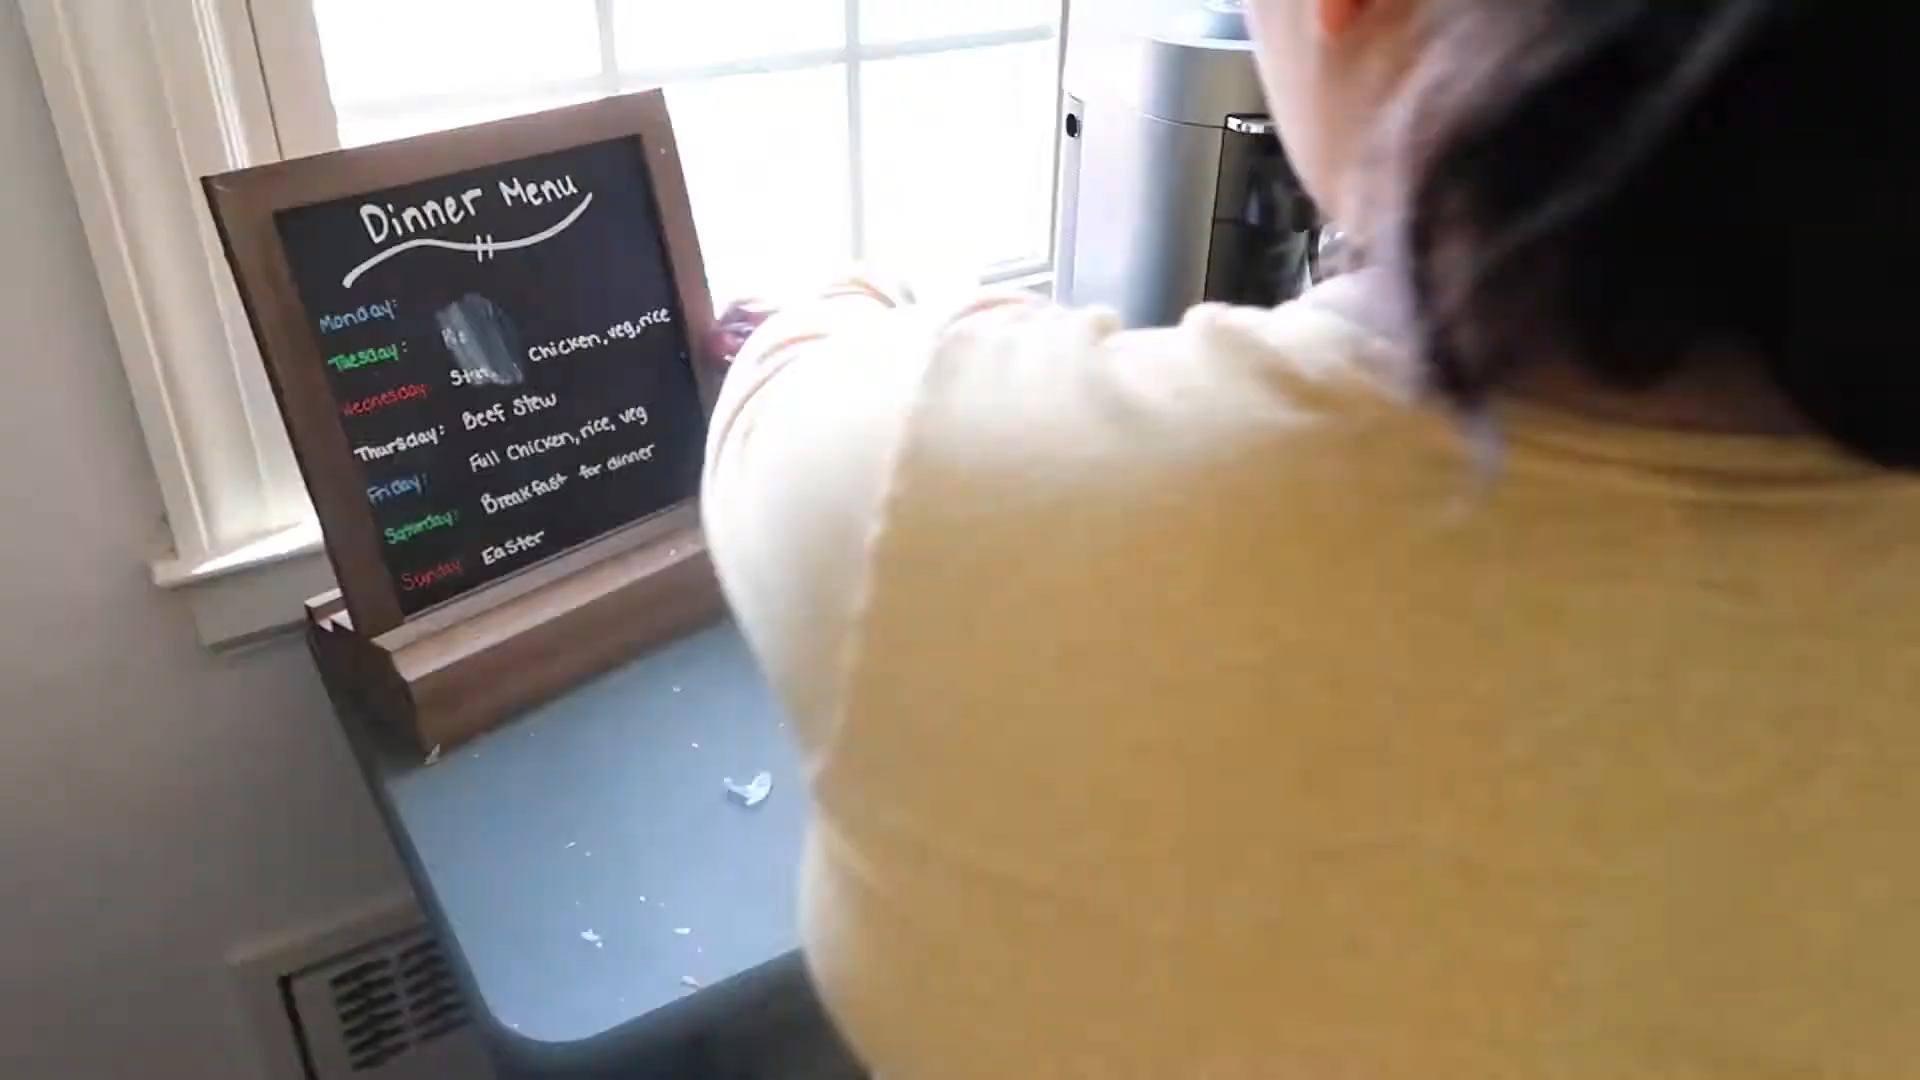 Dinner Menu
Monday:
Tuesday:
Wednesday: Chicken, veg, rice
Thursday: Beef Stew
Friday: Full Chicken, rice, veg
Saturday: Breakfast for dinner
Sunday Easter